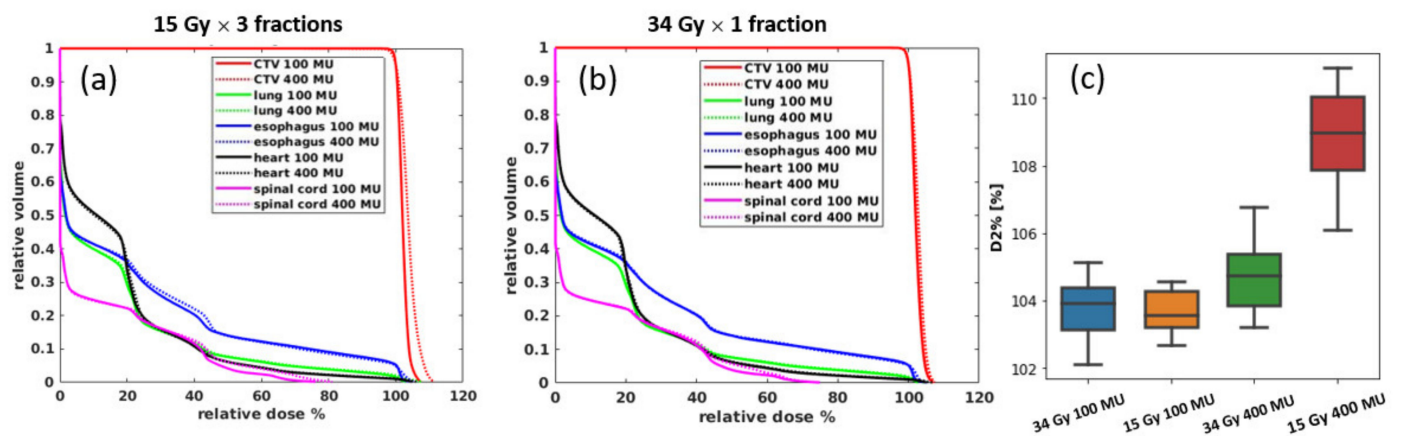 15 Gy × 3 fractions
(a)
1
0.9
0.8
0.7
0.6
0.5
0.4
0.3
0.2
0.1
0
relative volume
CTV 100 MU
CTV 400 MU
lung 100 MU
lung 400 MU
esophagus 100 MU
esophagus 400 MU
heart 100 MU
heart 400 MU
spinal cord 100 MU
spinal cord 400 MU
0 20 40 60 80 100 120
relative dose %
34 Gy × 1 fraction
(b)
1
0.9
0.8
0.7
0.6
0.5
0.4
0.3
0.2
0.1
0
relative volume
CTV 100 MU
CTV 400 MU
lung 100 MU
lung 400 MU
esophagus 100 MU
esophagus 400 MU
heart 100 MU
heart 400 MU
spinal cord 100 MU
spinal cord 400 MU
0 20 40 60 80 100 120
relative dose %
(c)
110
108
106
104
102
D2% [%]
34 Gy 100 MU
15 Gy 100 MU
34 Gy 400 MU
15 Gy 400 MU